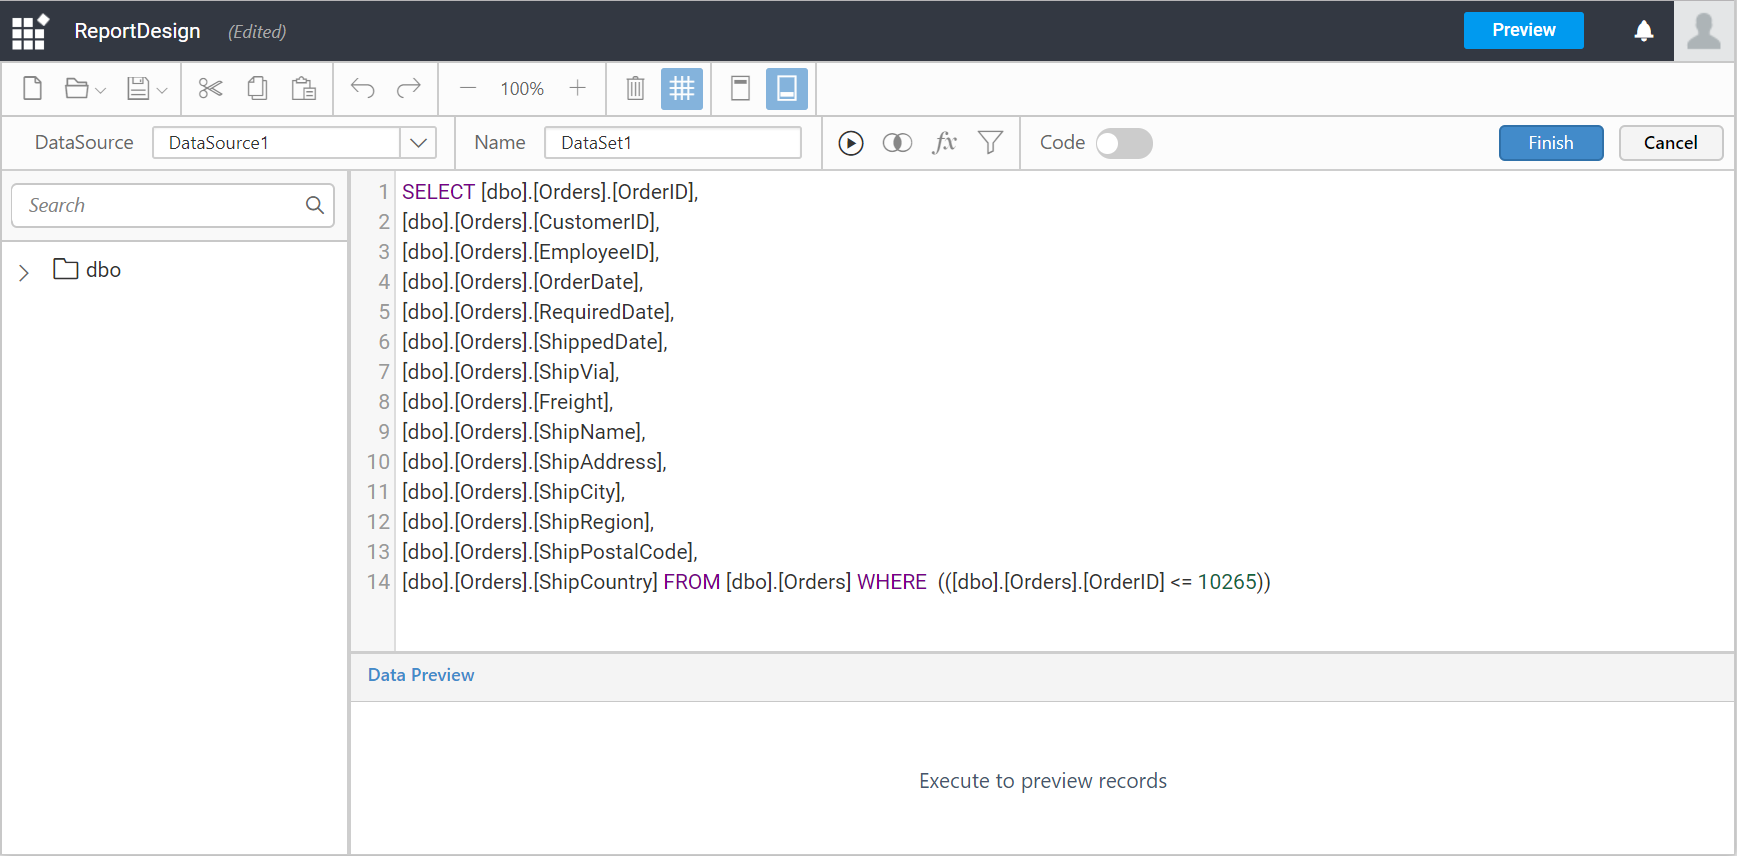 ReportDesign (Edited) Preview
100%
DataSource DataSource1 Name DataSet1 fx Code Finish Cancel
Search
dbo
1 SELECT [dbo].[Orders].[OrderID],
2 [dbo].[Orders].[CustomerID],
3 [dbo].[Orders].[EmployeeID],
4 [dbo].[Orders].[OrderDate],
5 [dbo].[Orders].[RequiredDate],
6 [dbo].[Orders].[ShippedDate],
7 [dbo].[Orders].[ShipVia],
8 [dbo].[Orders].[Freight],
9 [dbo].[Orders].[ShipName],
10 [dbo].[Orders].[ShipAddress],
11 [dbo].[Orders].[ShipCity],
12 [dbo].[Orders].[ShipRegion],
13 [dbo].[Orders].[ShipPostalCode],
14 [dbo].[Orders].[ShipCountry] FROM [dbo].[Orders] WHERE  (([dbo].[Orders].[OrderID] <= 10265))
Data Preview
Execute to preview records